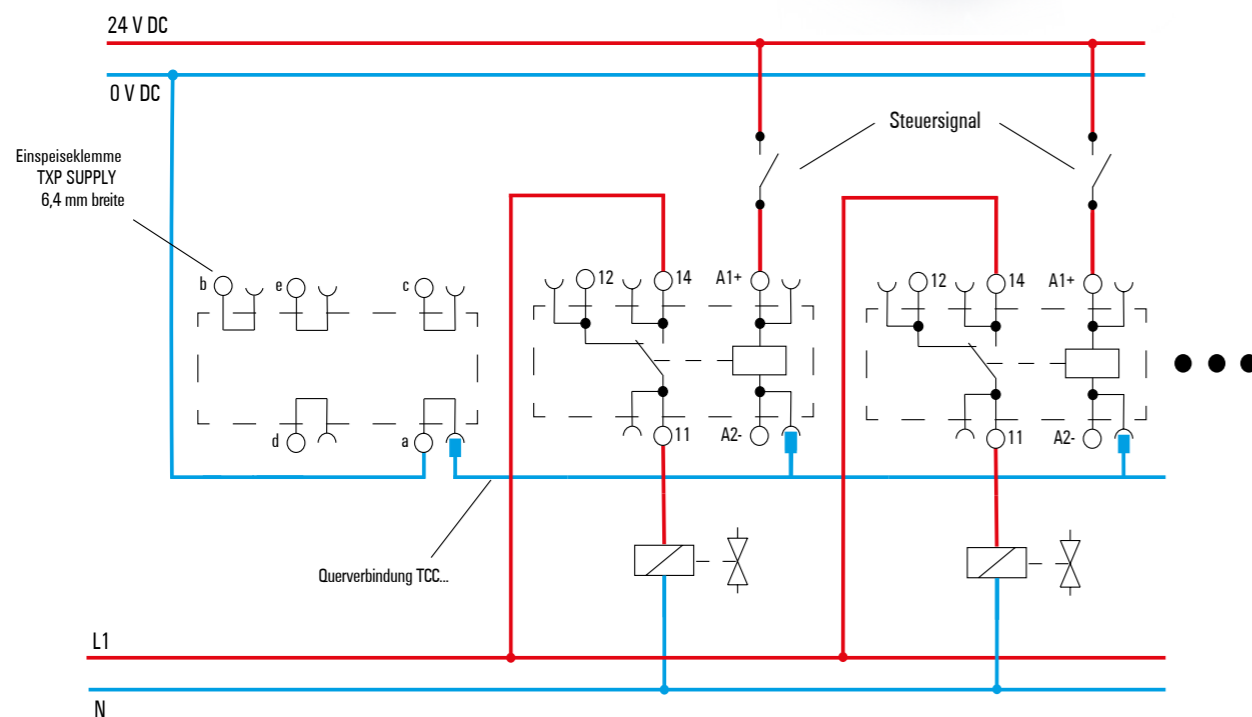 24 V DC
0 V DC
Steuersignal
Einspeiseklemme
TXP SUPPLY
6,4 mm breite
b
e
c
12
14
A1+
12
14
A1+
d
a
11
A2-
11
A2-
Querverbindung TCC...
L1
N